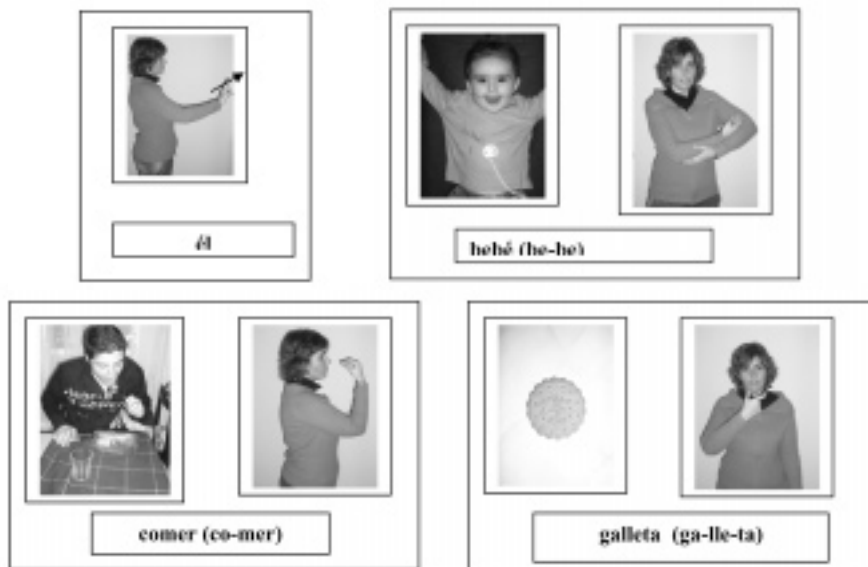 él
bebé (be-be)
comer (co-mer)
galleta (ga-lle-ta)